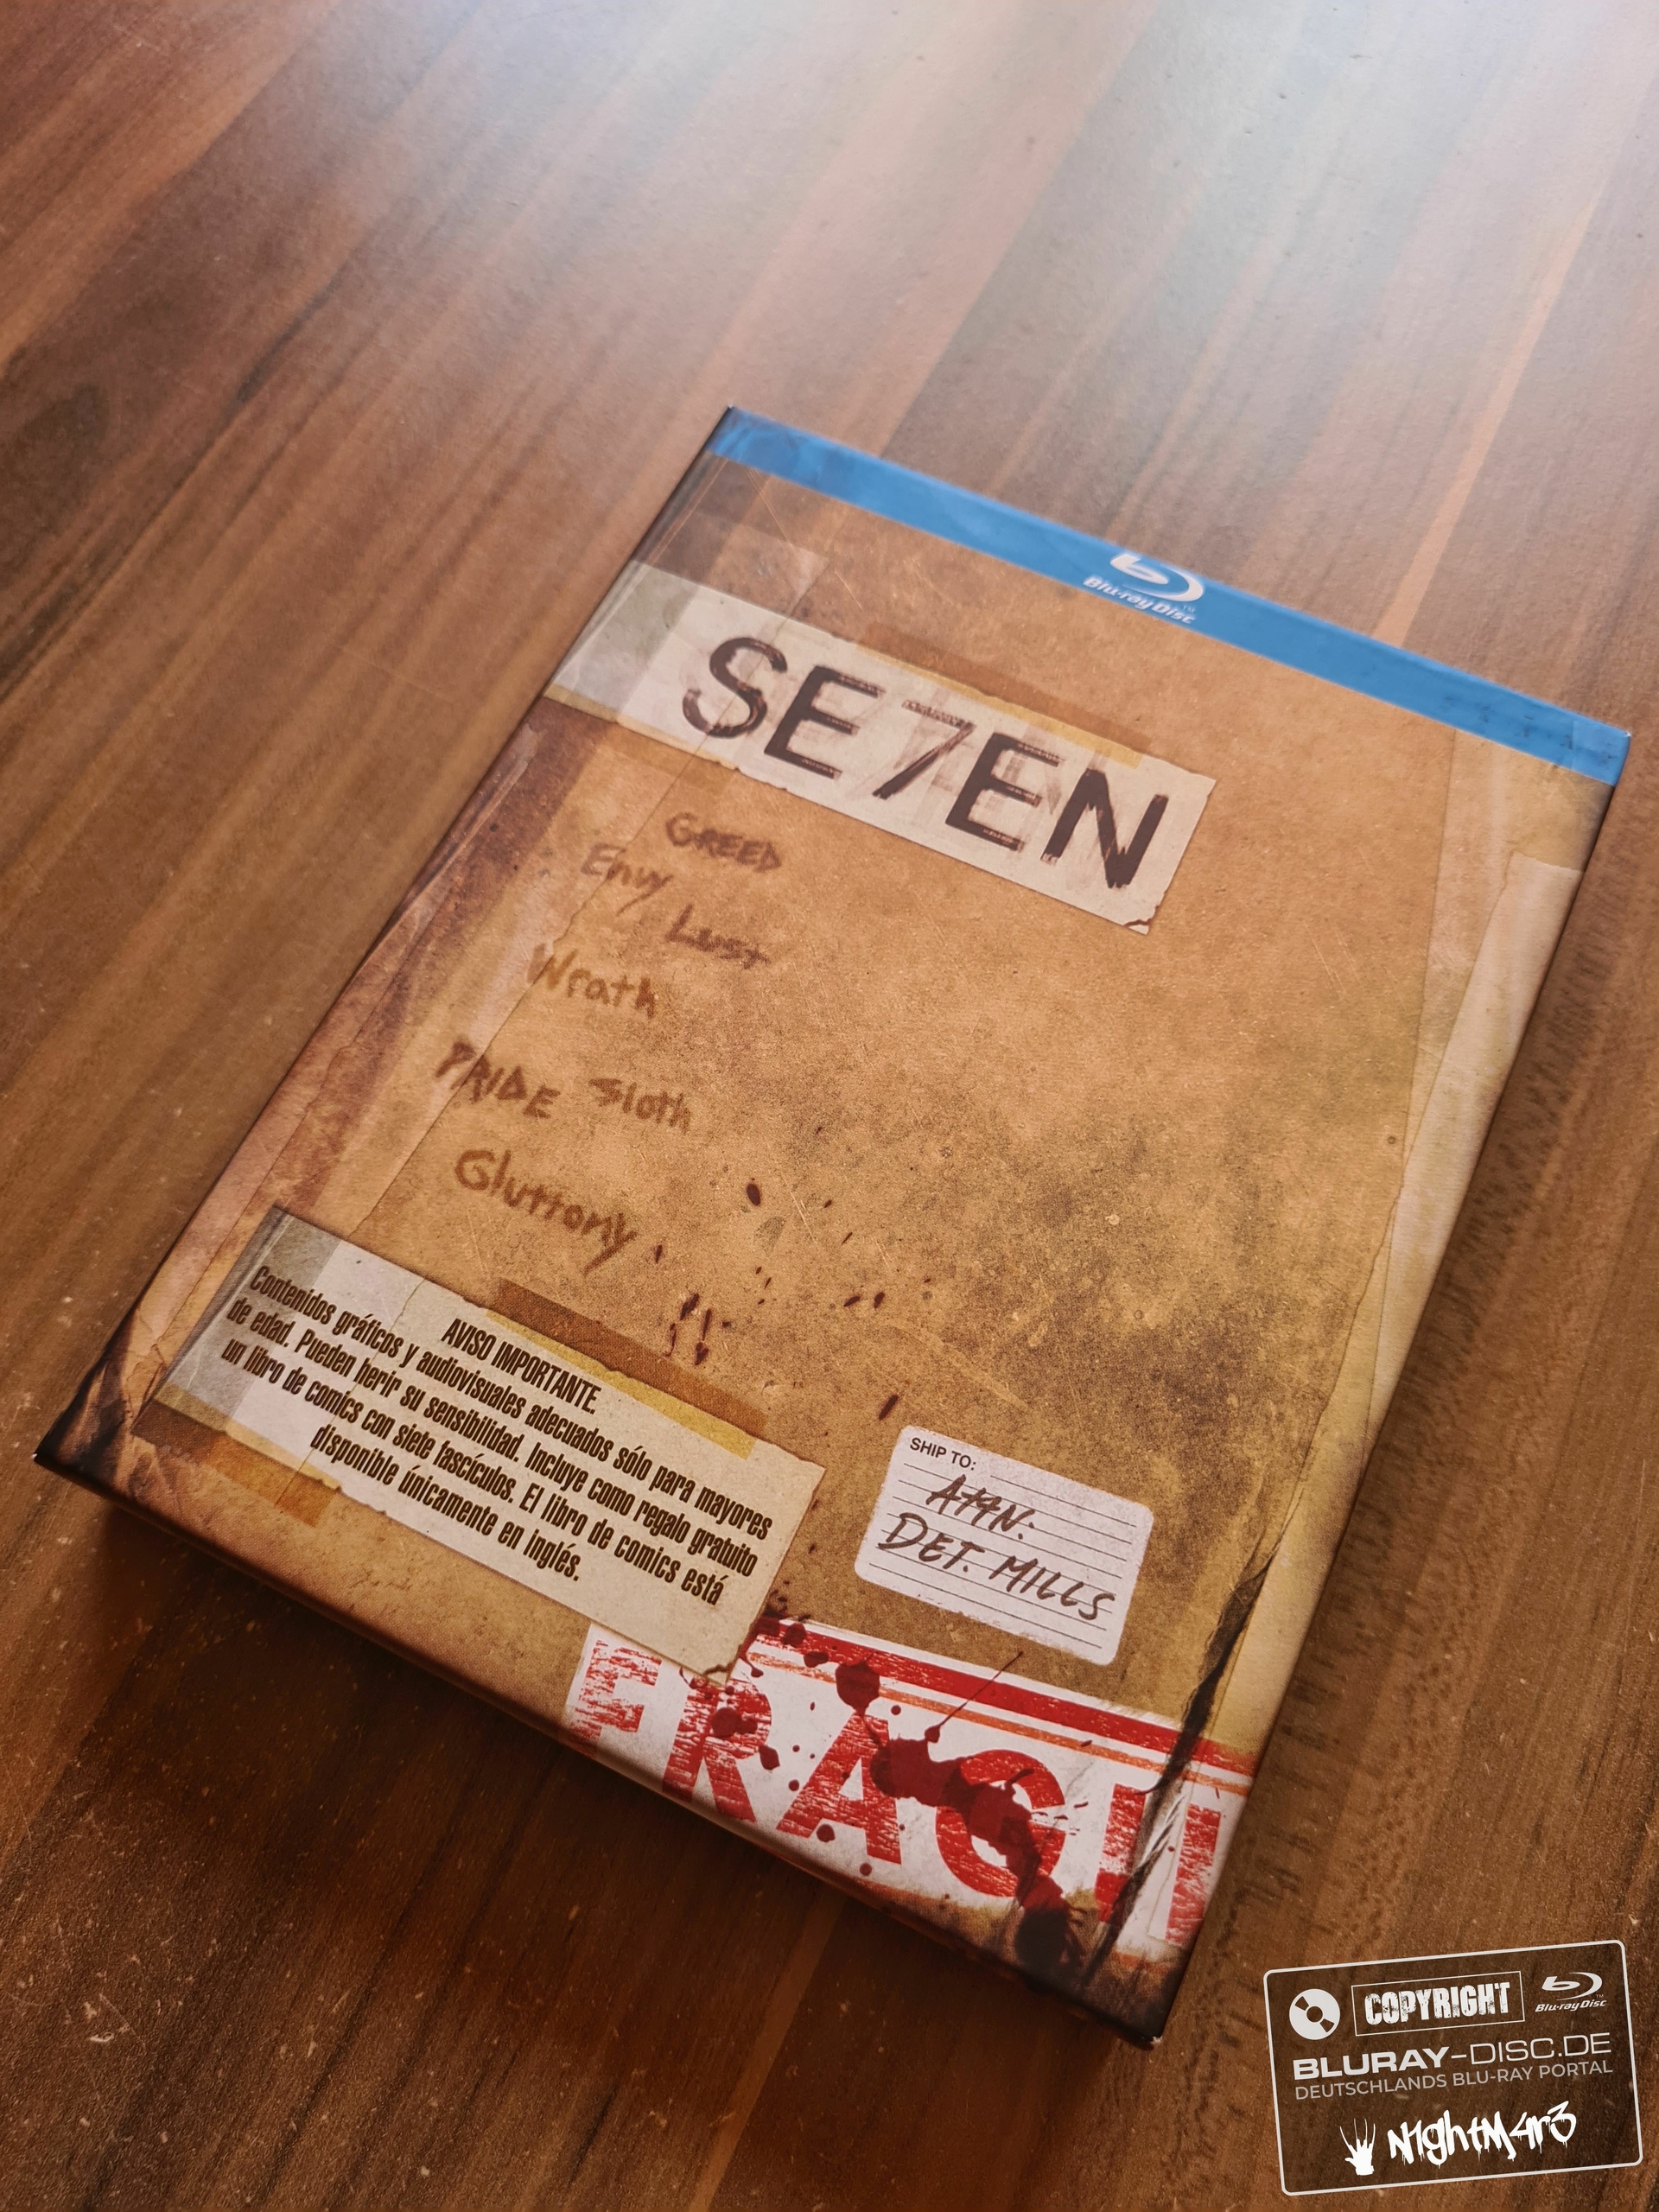 Blu-ray Disc
SE7EN
GREED
Envy
Lust
Wrath
PRIDE Sloth
Gluttony
AVISO IMPORTANTE
Contenidos gráficos y audiovisuales adecuados sólo para mayores
de edad. Pueden herir su sensibilidad. Incluye como regalo gratuito
un libro de comics con siete fascículos. El libro de comics está
disponible únicamente en inglés.
SHIP TO:
ATTN:
DET. MILLS
FRAGIL
COPYRIGHT Blu-ray Disc
BLURAY-DISC.DE
DEUTSCHLANDS BLU-RAY PORTAL
N1ghtM4r3